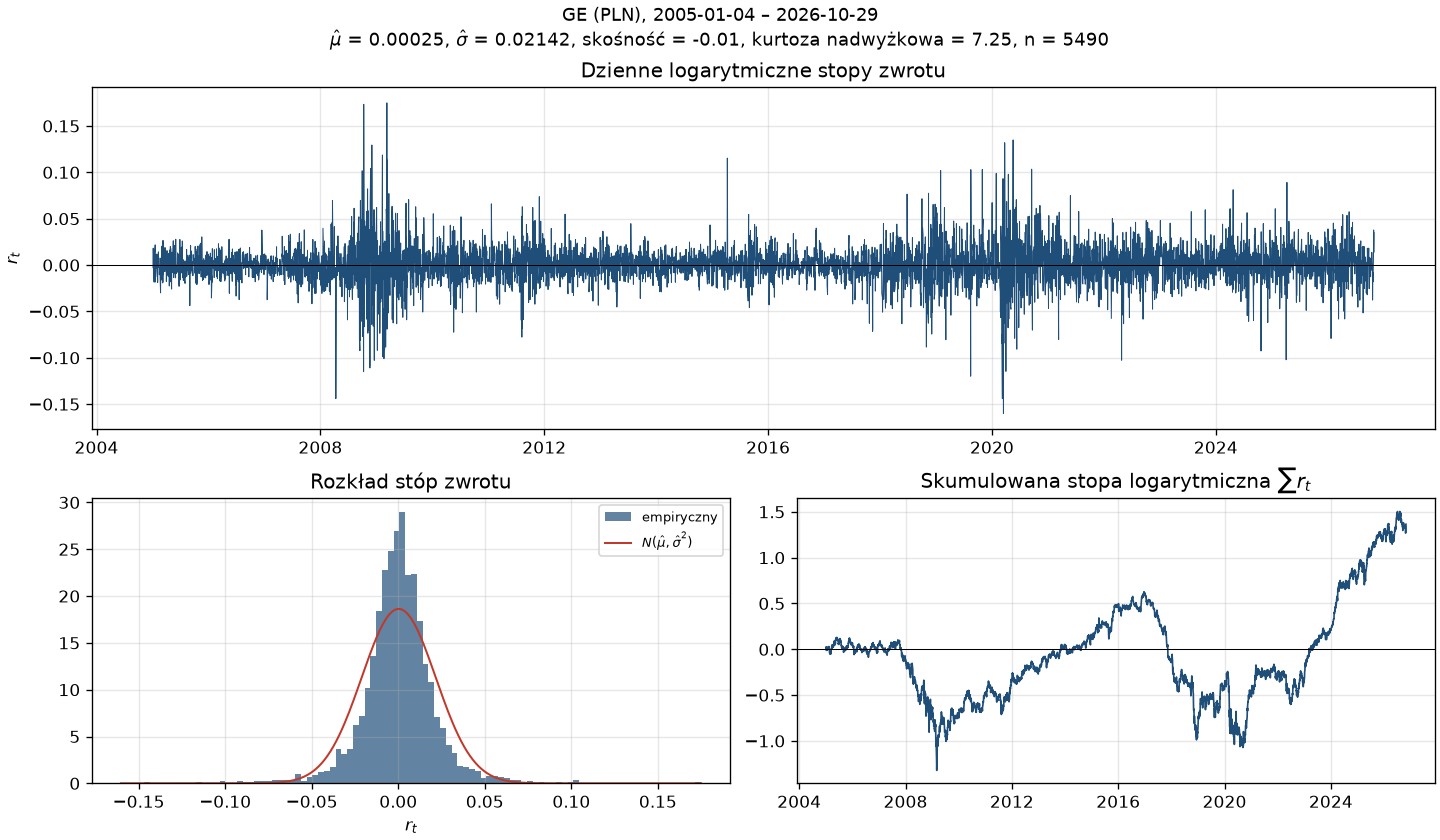 GE (PLN), 2005-01-04 – 2026-10-29
μ̂ = 0.00025, σ̂ = 0.02142, skośność = -0.01, kurtoza nadwyżkowa = 7.25, n = 5490
Dzienne logarytmiczne stopy zwrotu
0.15
0.10
0.05
0.00
−0.05
−0.10
−0.15
r_t
2004 2008 2012 2016 2020 2024
Rozkład stóp zwrotu
30
25
20
15
10
5
0
empiryczny
N(μ̂, σ̂²)
−0.15 −0.10 −0.05 0.00 0.05 0.10 0.15
r_t
Skumulowana stopa logarytmiczna ∑r_t
1.5
1.0
0.5
0.0
−0.5
−1.0
2004 2008 2012 2016 2020 2024